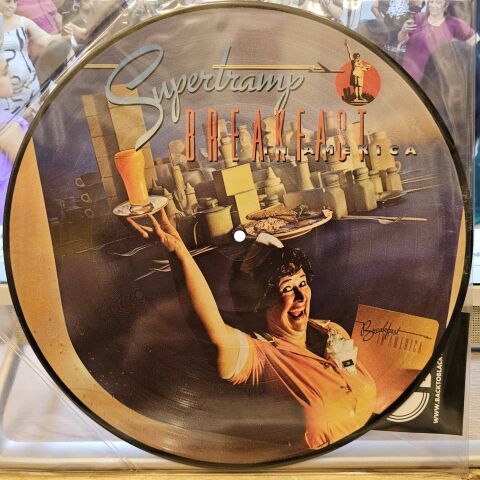 Supertramp
BREAKFAST
IN AMERICA
Breakfast
IN AMERICA
WWW.BACKTOBLACK